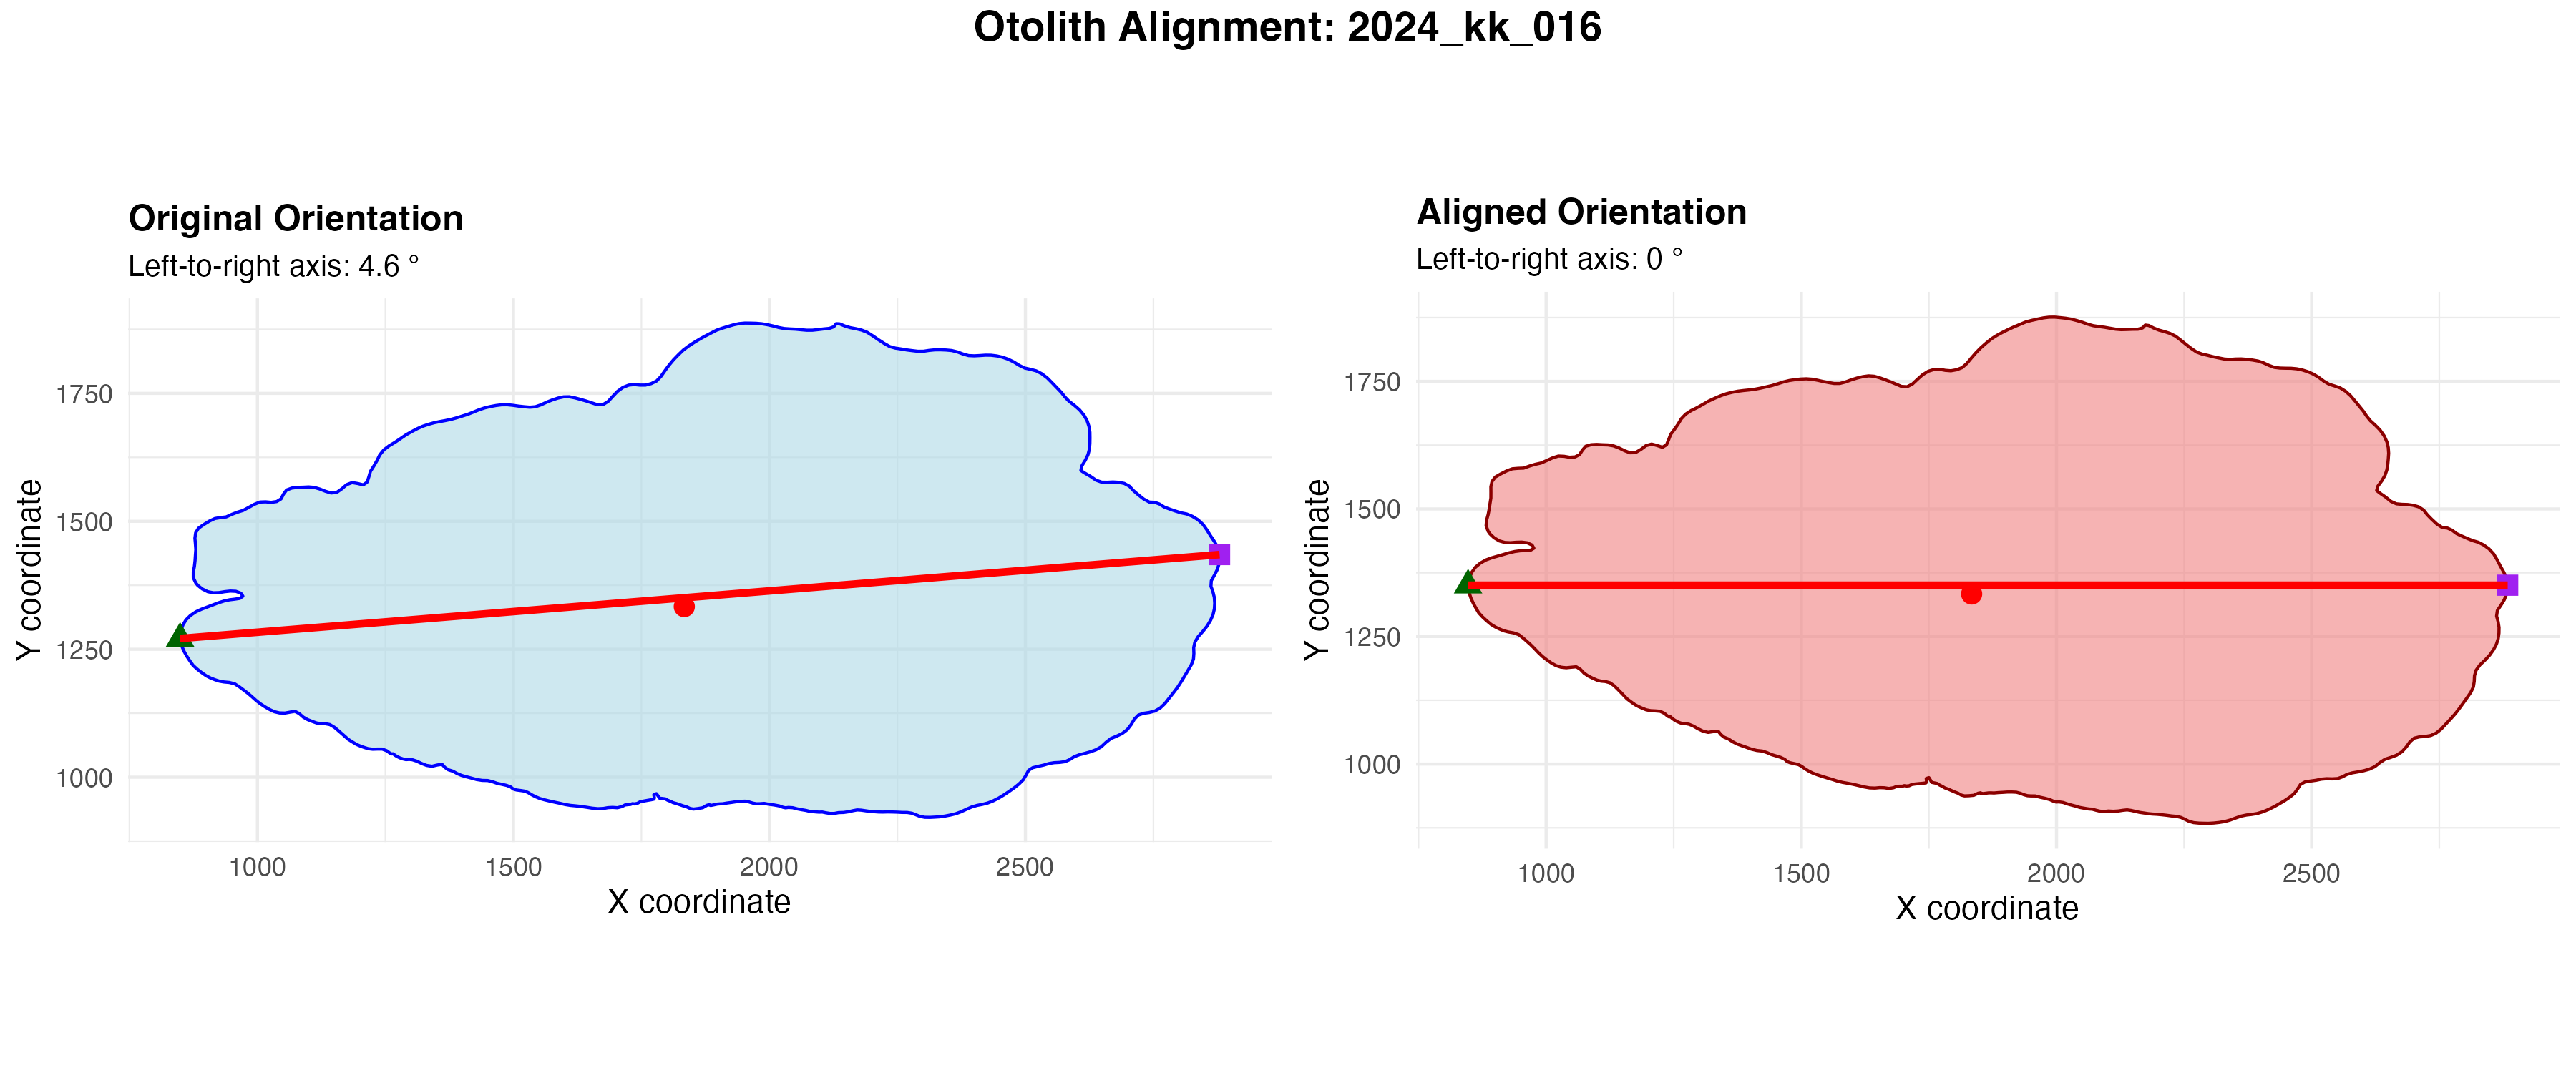 Otolith Alignment: 2024_kk_016
Original Orientation
Left-to-right axis: 4.6 °
Y coordinate
1750
1500
1250
1000
1000 1500 2000 2500
X coordinate
Aligned Orientation
Left-to-right axis: 0 °
Y coordinate
1750
1500
1250
1000
1000 1500 2000 2500
X coordinate